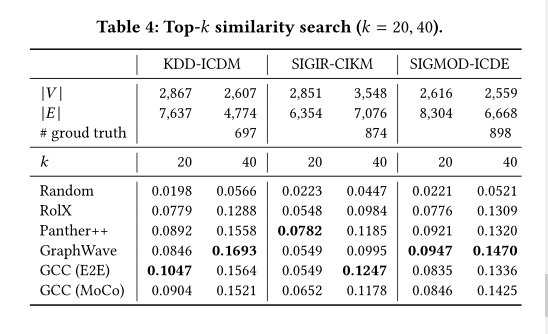 Table 4: Top-k similarity search (k = 20, 40).
KDD-ICDM SIGIR-CIKM SIGMOD-ICDE
|V| 2,867 2,607 2,851 3,548 2,616 2,559
|E| 7,637 4,774 6,354 7,076 8,304 6,668
# groud truth 697 874 898
k 20 40 20 40 20 40
Random 0.0198 0.0566 0.0223 0.0447 0.0221 0.0521
RolX 0.0779 0.1288 0.0548 0.0984 0.0776 0.1309
Panther++ 0.0892 0.1558 0.0782 0.1185 0.0921 0.1320
GraphWave 0.0846 0.1693 0.0549 0.0995 0.0947 0.1470
GCC (E2E) 0.1047 0.1564 0.0549 0.1247 0.0835 0.1336
GCC (MoCo) 0.0904 0.1521 0.0652 0.1178 0.0846 0.1425